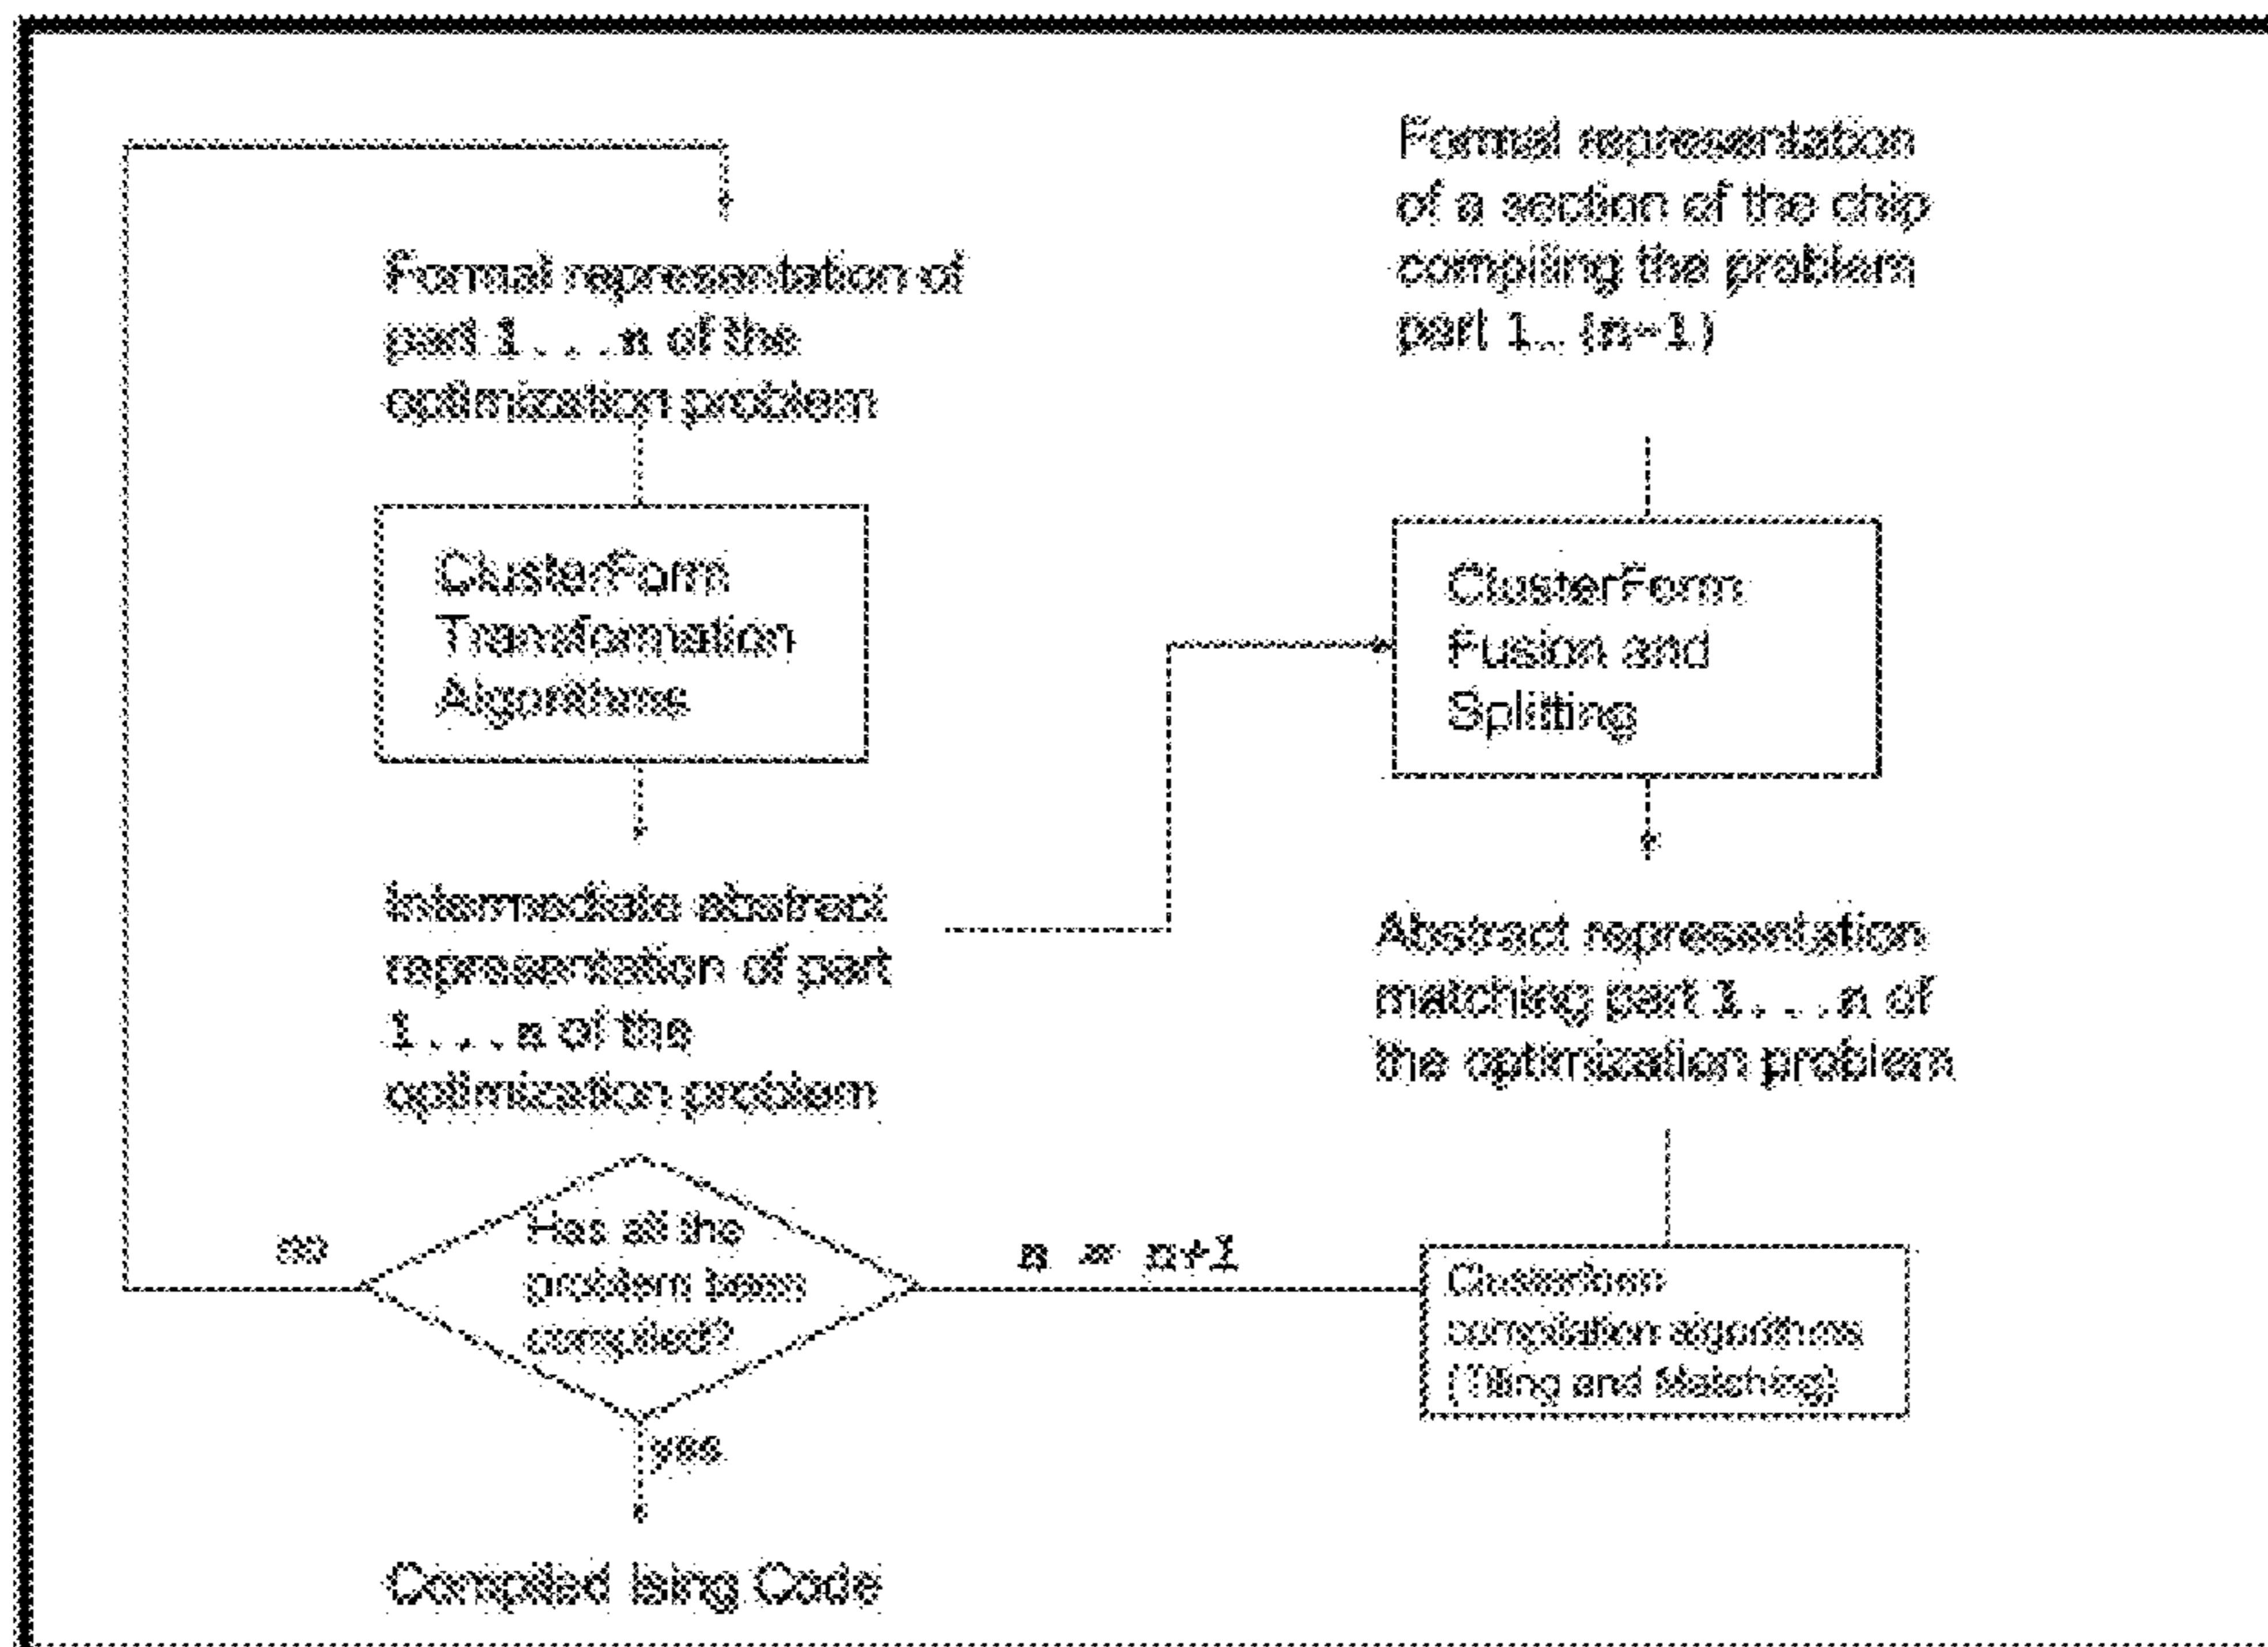 Formal representation of
part 1...n of the
optimization problem
ClusterForm
Transformation
Algorithms
Intermediate abstract
representation of part
1...n of the
optimization problem
Has all the
problem been
compiled?
no
yes
n = n+1
Compiled Ising Code
Formal representation
of a section of the chip
compiling the problem
part 1.. (n-1)
ClusterForm
Fusion and
Splitting
Abstract representation
matching part 1...n of
the optimization problem
Clusterform
compilation algorithms
(Tiling and Matching)